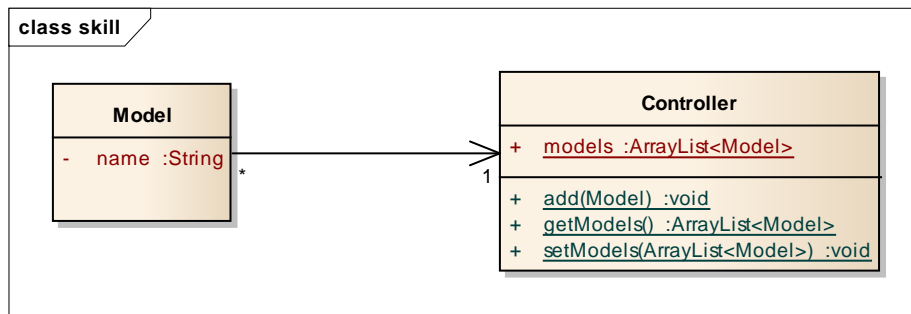 class skill
Model
- name :String
*
1
Controller
+ models :ArrayList<Model>
+ add(Model) :void
+ getModels() :ArrayList<Model>
+ setModels(ArrayList<Model>) :void